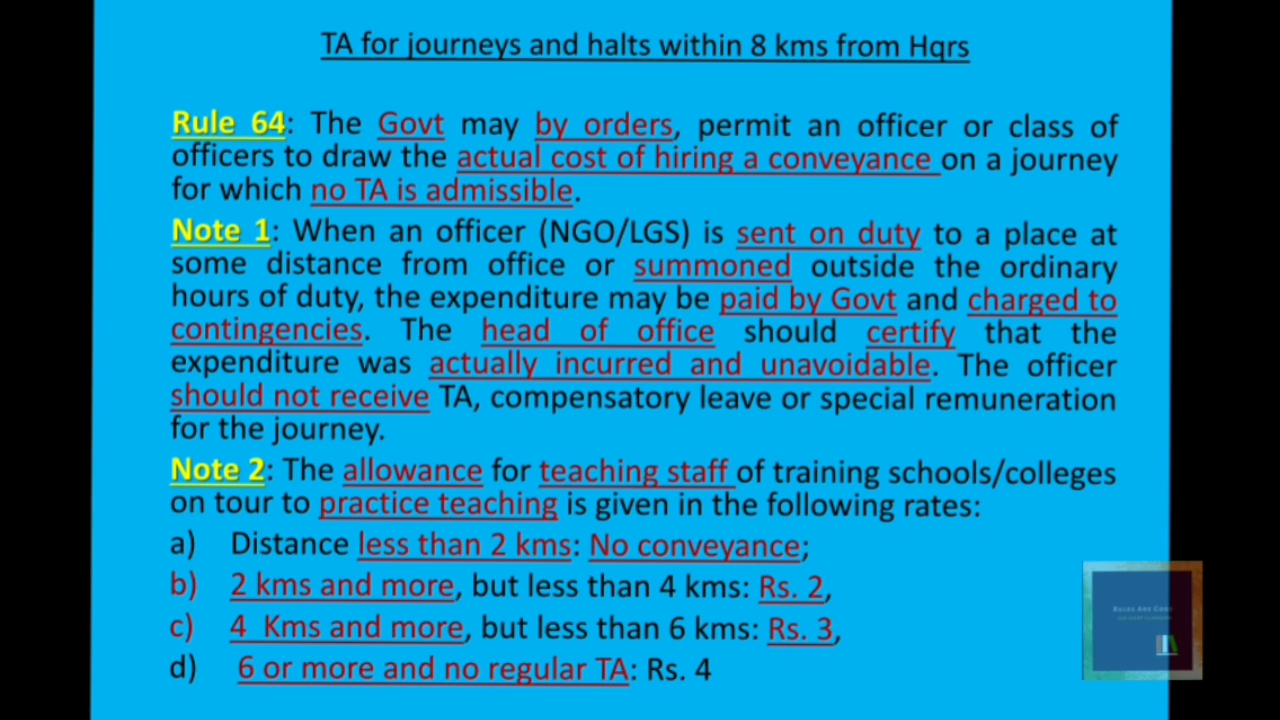 TA for journeys and halts within 8 kms from Hqrs
Rule 64: The Govt may by orders, permit an officer or class of
officers to draw the actual cost of hiring a conveyance on a journey
for which no TA is admissible.
Note 1: When an officer (NGO/LGS) is sent on duty to a place at
some distance from office or summoned outside the ordinary
hours of duty, the expenditure may be paid by Govt and charged to
contingencies. The head of office should certify that the
expenditure was actually incurred and unavoidable. The officer
should not receive TA, compensatory leave or special remuneration
for the journey.
Note 2: The allowance for teaching staff of training schools/colleges
on tour to practice teaching is given in the following rates:
a) Distance less than 2 kms: No conveyance;
b) 2 kms and more, but less than 4 kms: Rs. 2,
c) 4 Kms and more, but less than 6 kms: Rs. 3,
d) 6 or more and no regular TA: Rs. 4